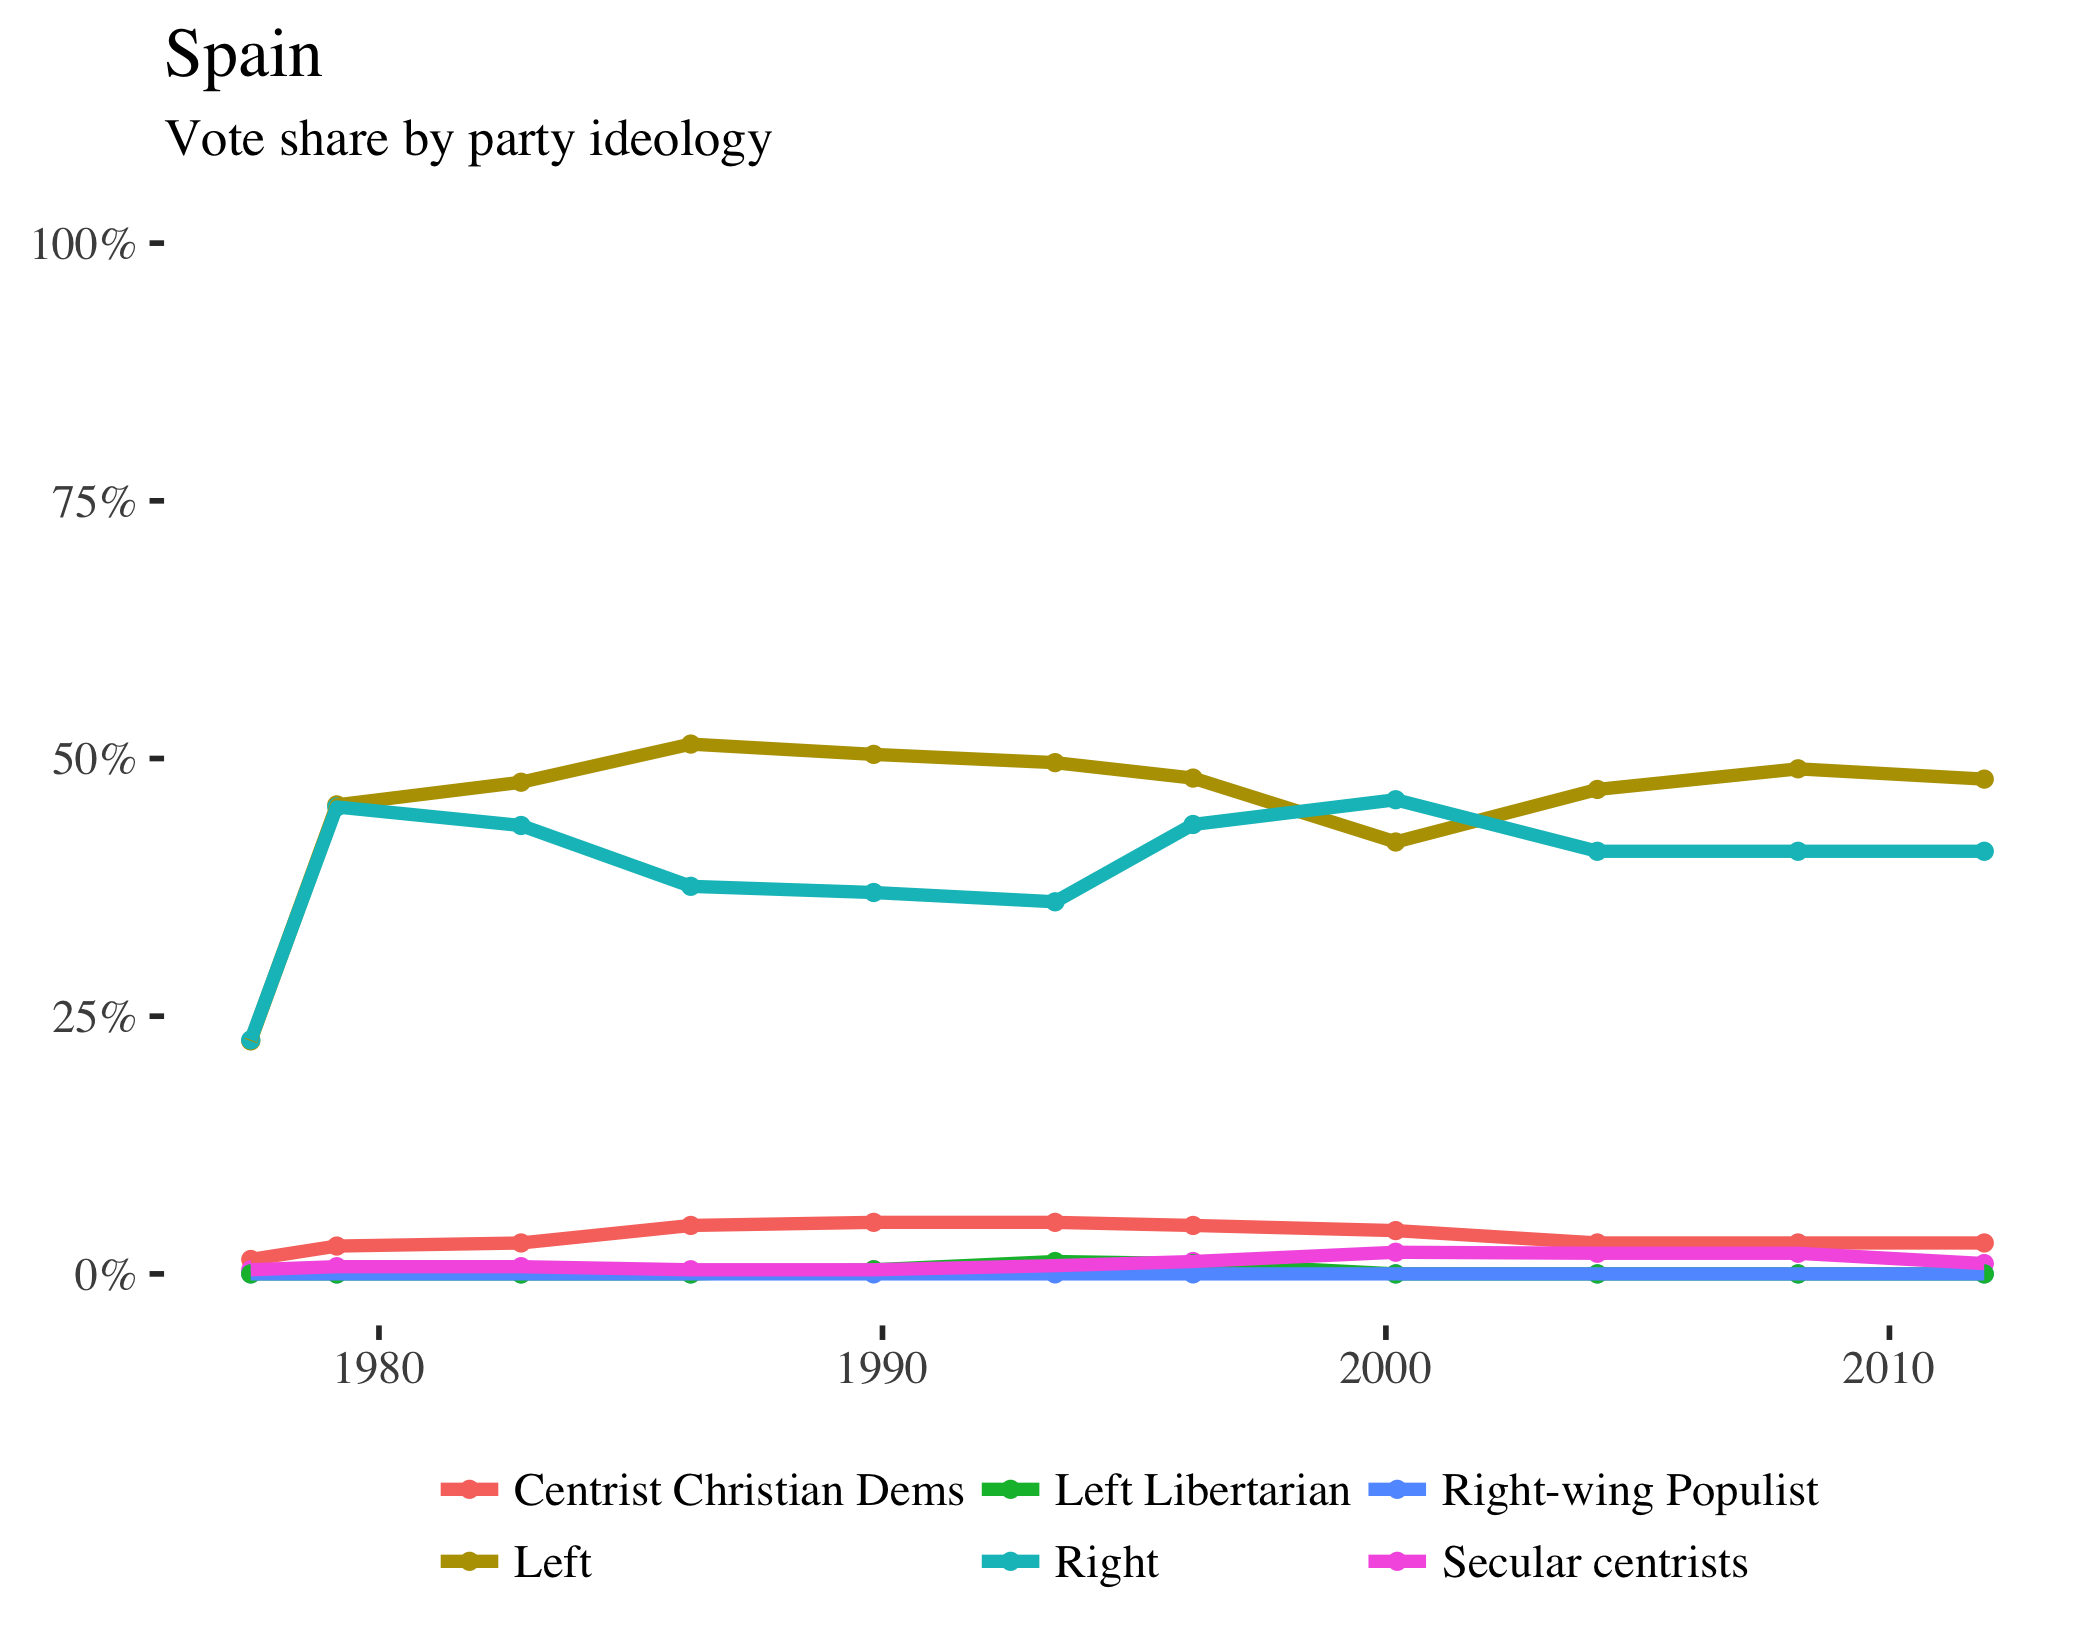 Spain
Vote share by party ideology
100%
75%
50%
25%
0%
1980 1990 2000 2010
Centrist Christian Dems Left Libertarian Right-wing Populist
Left Right Secular centrists